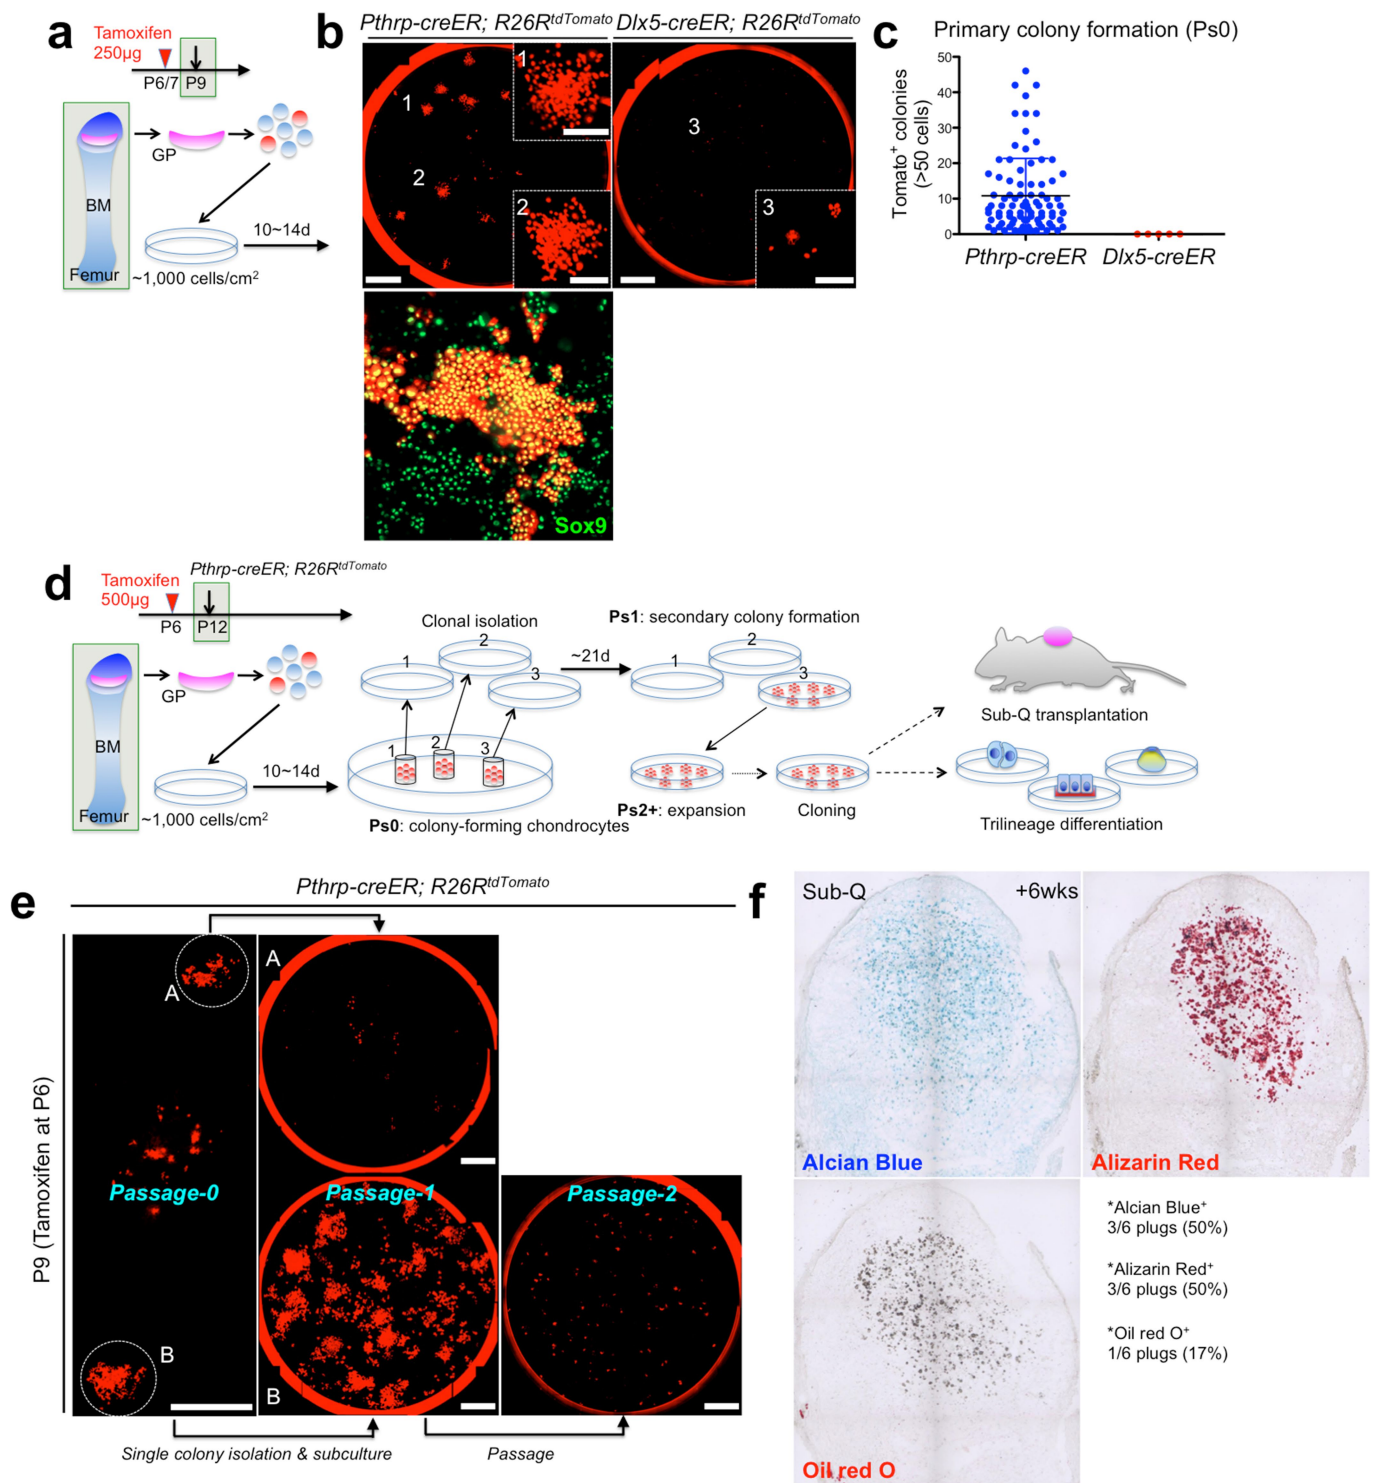 a
Tamoxifen
250µg
P6/7
P9
GP
BM
Femur
10~14d
~1,000 cells/cm2
b
Pthrp-creER; R26RtdTomato
Dlx5-creER; R26RtdTomato
1
1
2
2
3
3
Sox9
c
Primary colony formation (Ps0)
Tomato+ colonies
(>50 cells)
50
40
30
20
10
0
Pthrp-creER
Dlx5-creER
d
Pthrp-creER; R26RtdTomato
Tamoxifen
500µg
P6
P12
GP
BM
Femur
10~14d
~1,000 cells/cm2
Clonal isolation
1
2
3
1
2
3
Ps0: colony-forming chondrocytes
~21d
Ps1: secondary colony formation
1
2
3
Ps2+: expansion
Cloning
Sub-Q transplantation
Trilineage differentiation
e
Pthrp-creER; R26RtdTomato
P9 (Tamoxifen at P6)
A
A
Passage-0
Passage-1
Passage-2
B
B
Single colony isolation & subculture
Passage
f
Sub-Q
+6wks
Alcian Blue
Alizarin Red
Oil red O
*Alcian Blue+
3/6 plugs (50%)
*Alizarin Red+
3/6 plugs (50%)
*Oil red O+
1/6 plugs (17%)